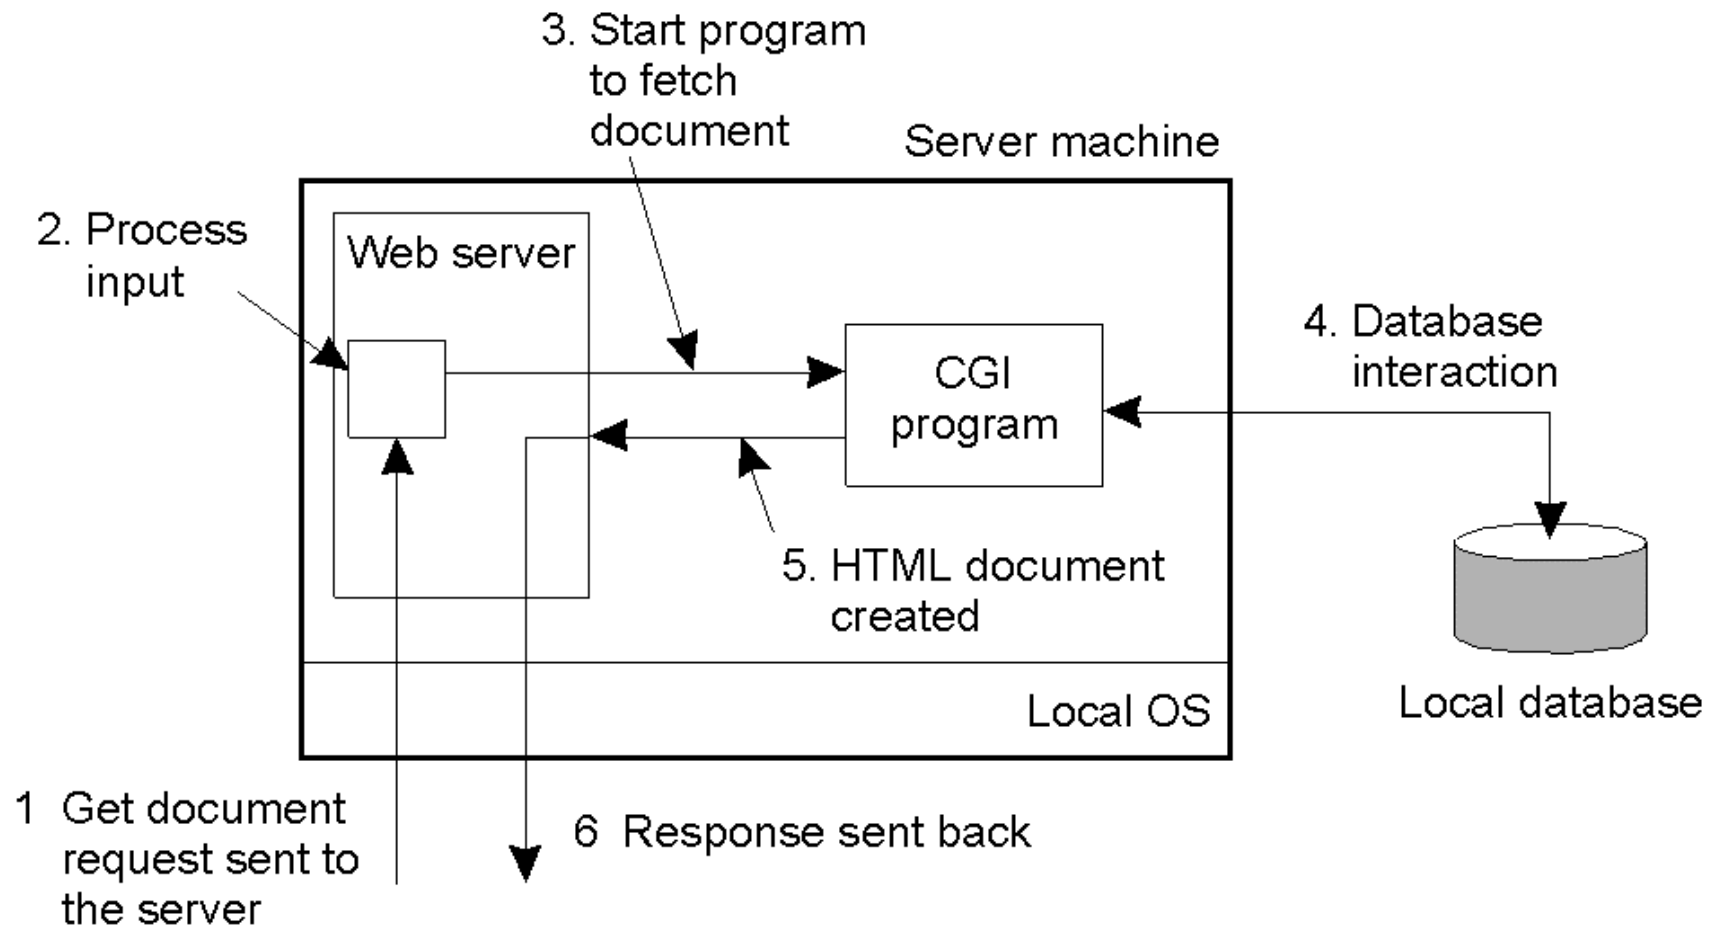 3. Start program
to fetch
document
Server machine
2. Process
input
Web server
4. Database
interaction
CGI
program
5. HTML document
created
Local OS
Local database
1 Get document
request sent to
the server
6 Response sent back